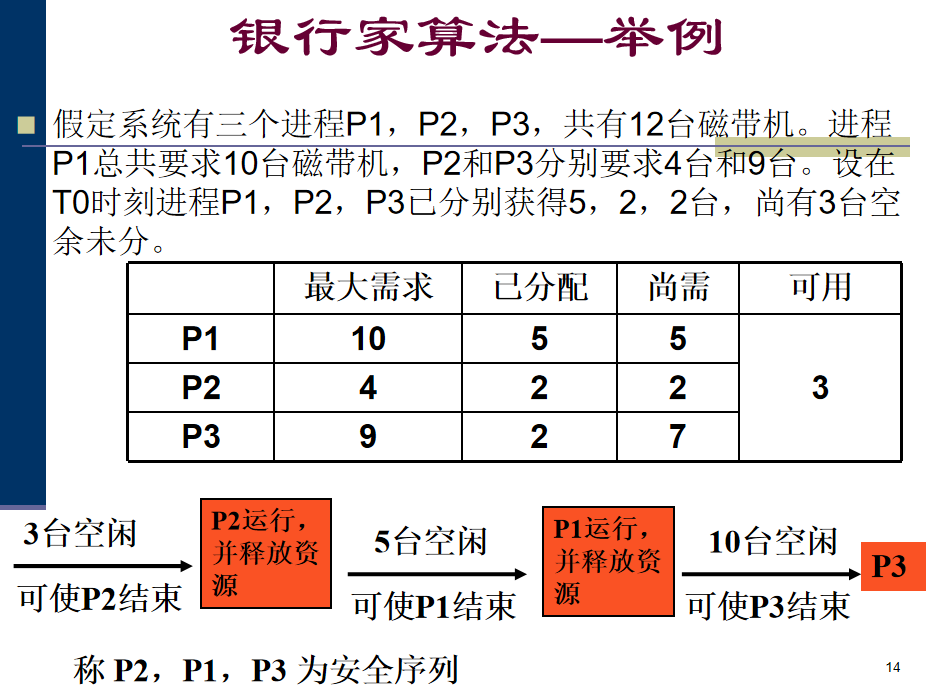 银行家算法—举例
假定系统有三个进程P1，P2，P3，共有12台磁带机。进程
P1总共要求10台磁带机，P2和P3分别要求4台和9台。设在
T0时刻进程P1，P2，P3已分别获得5，2，2台，尚有3台空
余未分。
最大需求 已分配 尚需 可用
P1 10 5 5
P2 4 2 2 3
P3 9 2 7
3台空闲
可使P2结束
P2运行，
并释放资
源
5台空闲
可使P1结束
P1运行，
并释放资
源
10台空闲
可使P3结束
P3
称 P2，P1，P3 为安全序列
14